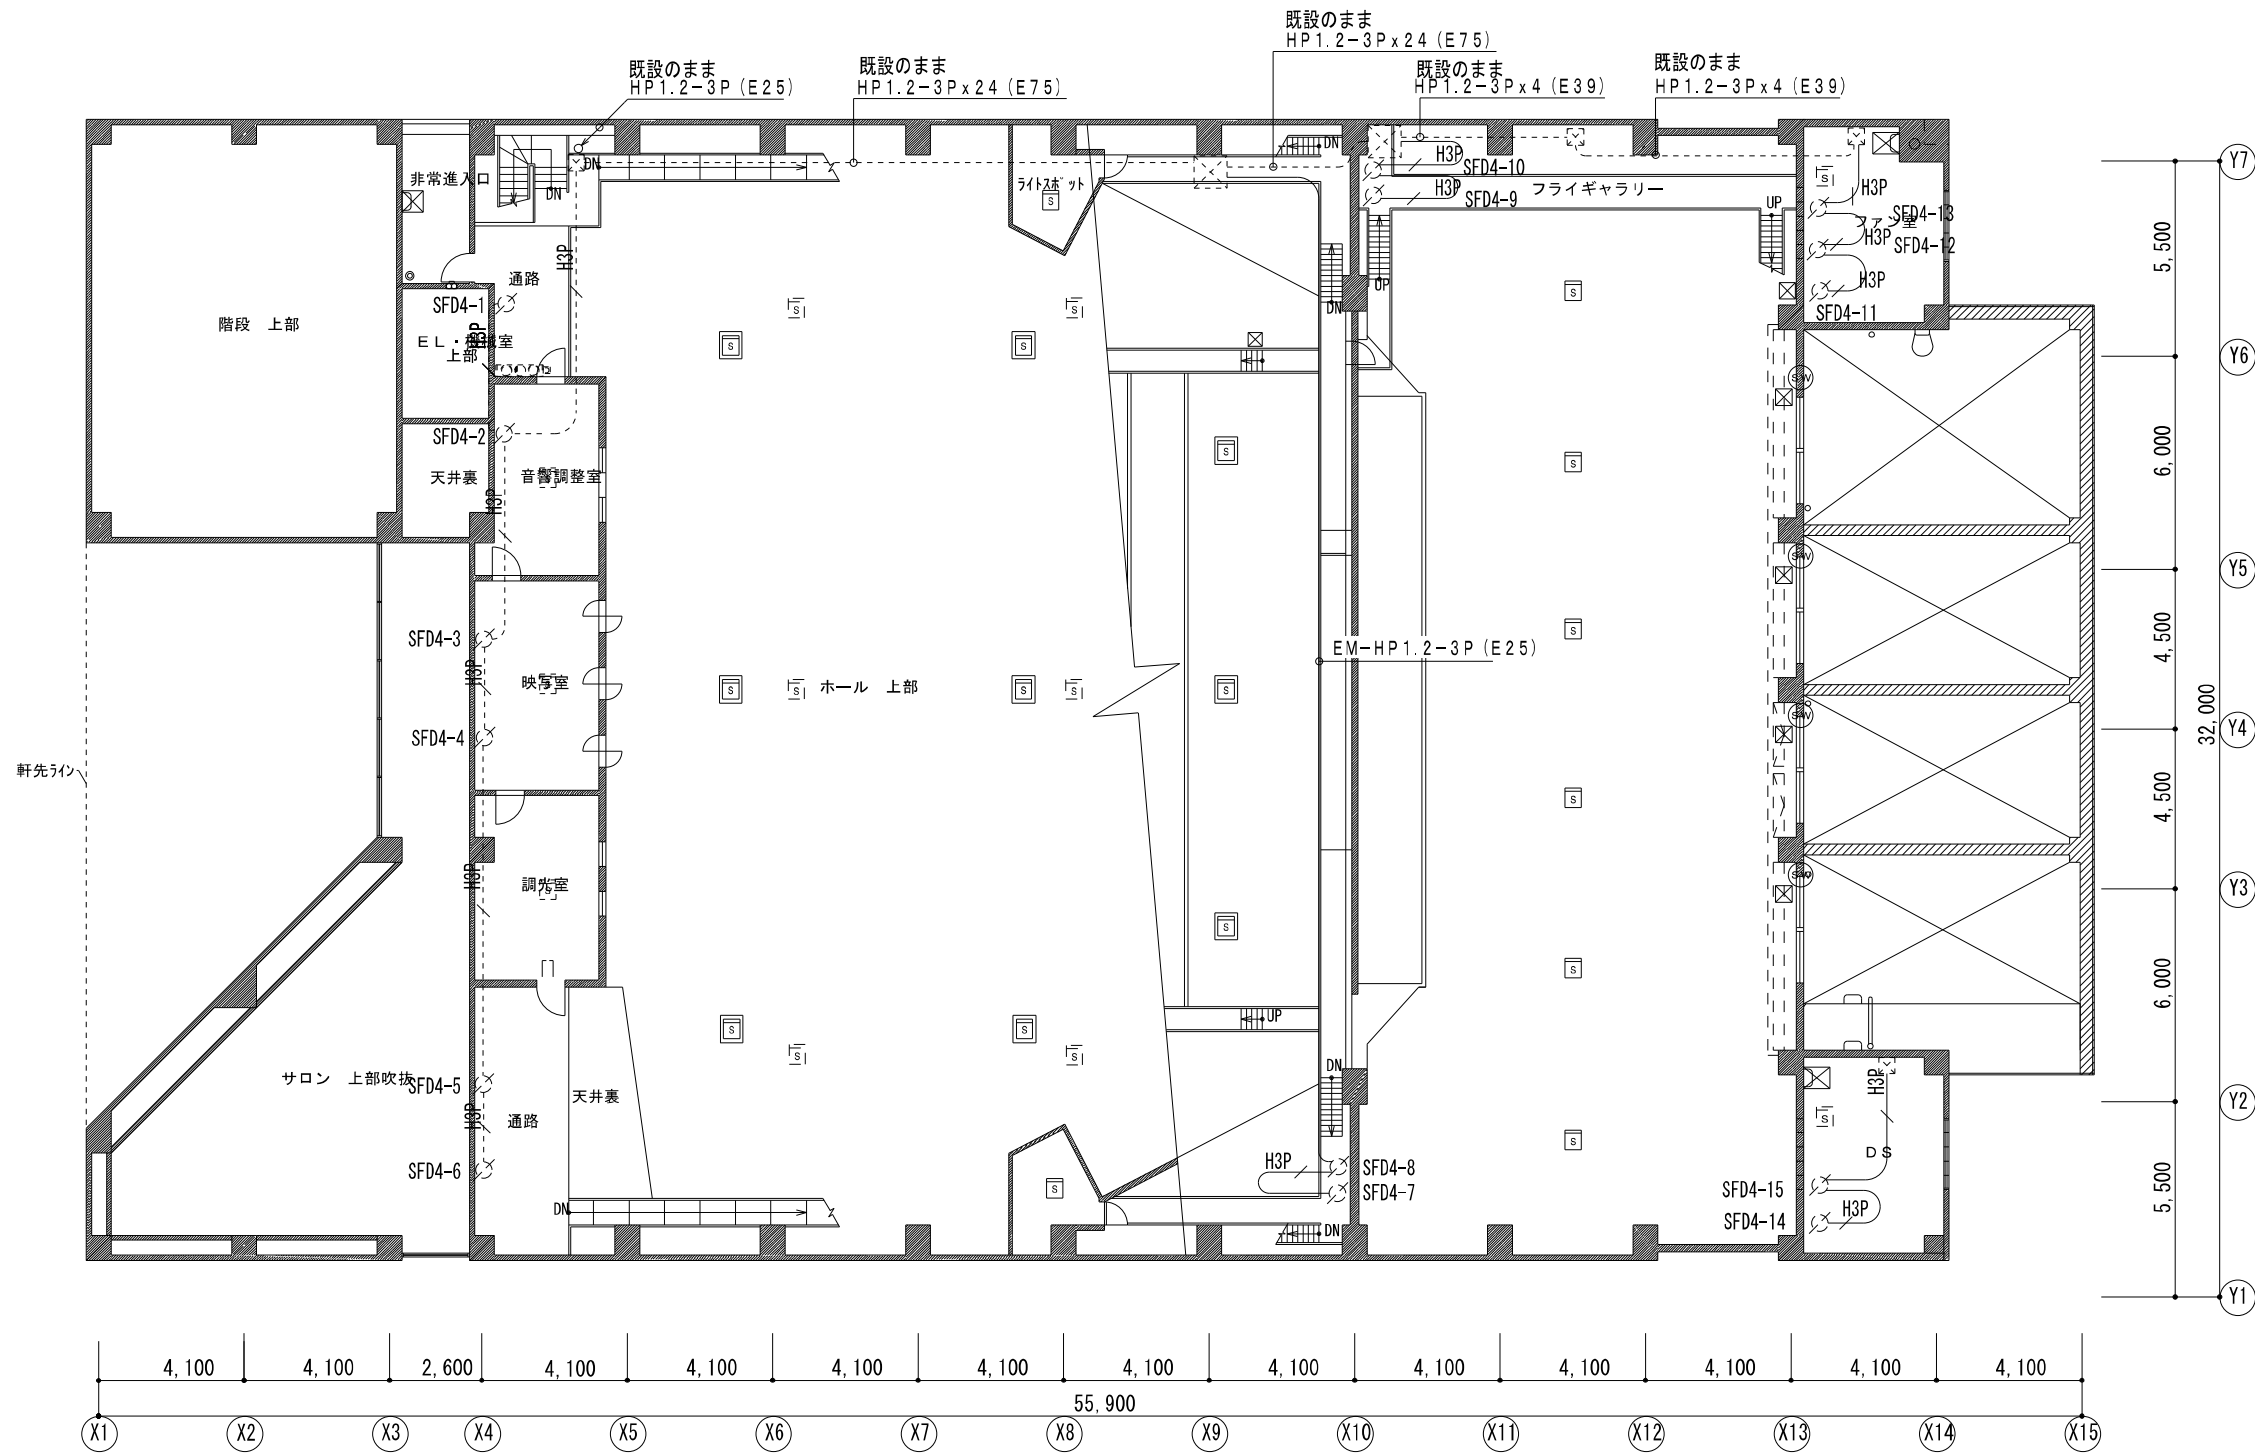 既設のまま
HP1.2-3Px24 (E75)
既設のまま
HP1.2-3P (E25)
既設のまま
HP1.2-3Px24 (E75)
既設のまま
HP1.2-3Px4 (E39)
既設のまま
HP1.2-3Px4 (E39)
DN
DN
DN
H3P
SFD4-10
H3P
SFD4-9
フライギャラリー
UP
H3P
SFD4-13
ファン室
H3P
SFD4-12
H3P
SFD4-11
非常進入口
ライトスポット
S
Y7
5,500
通路
H3P
SFD4-1
階段 上部
EL・機械室
上部
H3P
S
S
S
S
S
S
DN
UP
Y6
SW
SFD4-2
天井裏
音響調整室
S
H3P
S
S
6,000
SW
Y5
SFD4-3
H3P
映写室
S
S
S
ホール 上部
S
S
S
S
EM-HP1.2-3P (E25)
4,500
32,000
SFD4-4
軒先ライン
SW
Y4
4,500
H3P
調光室
S
S
S
SW
Y3
S
6,000
S
S
S
S
UP
サロン 上部吹抜
SFD4-5
H3P
天井裏
通路
SFD4-6
DN
S
DN
H3P
SFD4-8
SFD4-7
DN
S
H3P
S
DS
SFD4-15
H3P
SFD4-14
Y2
5,500
Y1
4,100
4,100
2,600
4,100
4,100
4,100
4,100
4,100
4,100
4,100
4,100
4,100
4,100
4,100
55,900
X1
X2
X3
X4
X5
X6
X7
X8
X9
X10
X11
X12
X13
X14
X15